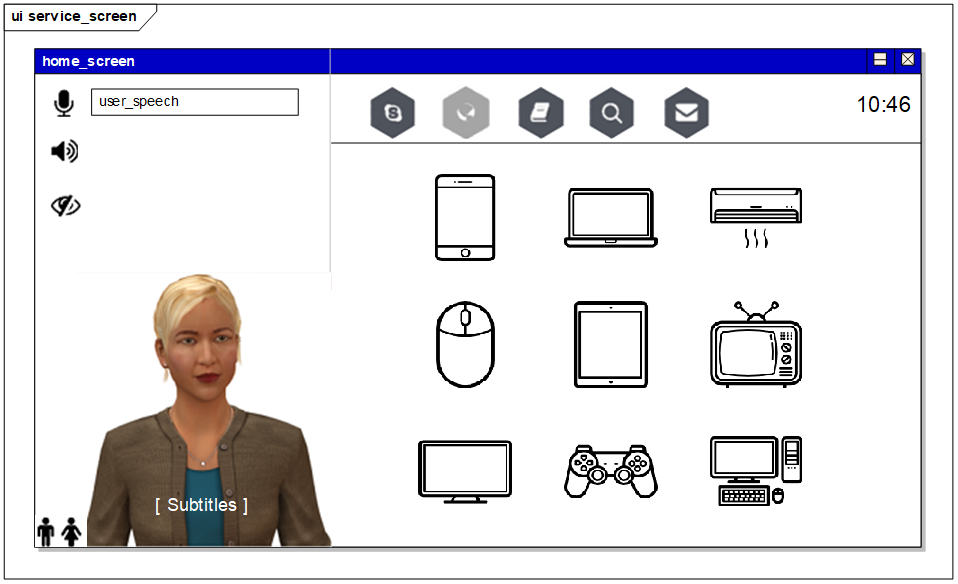 ui service_screen
home_screen
user_speech
10:46
[ Subtitles ]